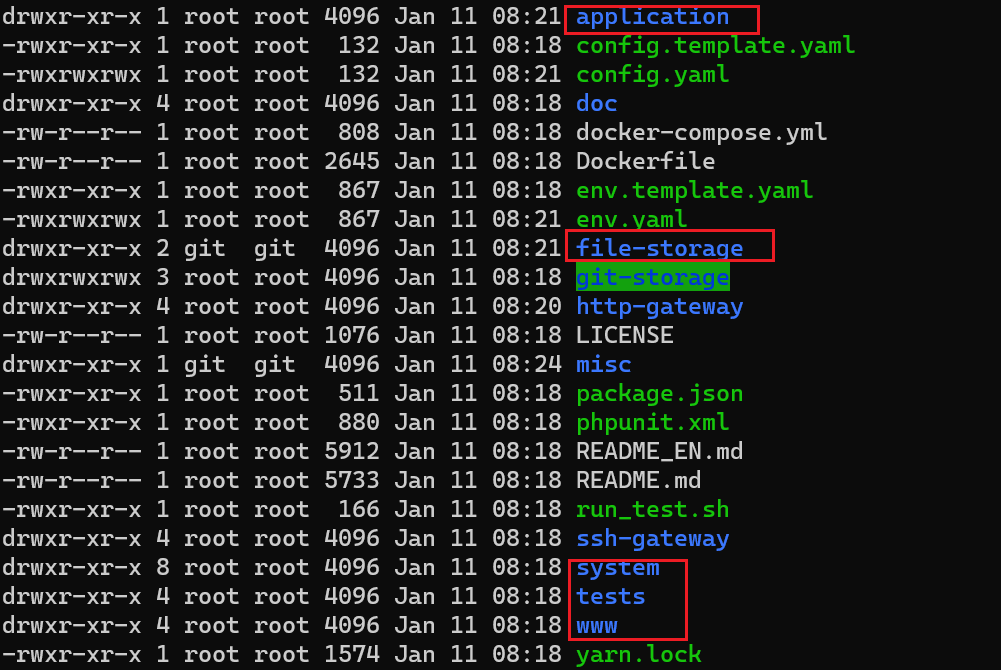 drwxr-xr-x 1 root root 4096 Jan 11 08:21 application
-rwxr-xr-x 1 root root  132 Jan 11 08:18 config.template.yaml
-rwxrwxrwx 1 root root  132 Jan 11 08:21 config.yaml
drwxr-xr-x 4 root root 4096 Jan 11 08:18 doc
-rw-r--r-- 1 root root  808 Jan 11 08:18 docker-compose.yml
-rw-r--r-- 1 root root 2645 Jan 11 08:18 Dockerfile
-rwxr-xr-x 1 root root  867 Jan 11 08:18 env.template.yaml
-rwxrwxrwx 1 root root  867 Jan 11 08:21 env.yaml
drwxr-xr-x 2 git  git  4096 Jan 11 08:21 file-storage
drwxrwxrwx 3 root root 4096 Jan 11 08:18 git-storage
drwxr-xr-x 4 root root 4096 Jan 11 08:20 http-gateway
-rw-r--r-- 1 root root 1076 Jan 11 08:18 LICENSE
drwxr-xr-x 1 git  git  4096 Jan 11 08:24 misc
-rwxr-xr-x 1 root root  511 Jan 11 08:18 package.json
-rwxr-xr-x 1 root root  880 Jan 11 08:18 phpunit.xml
-rw-r--r-- 1 root root 5912 Jan 11 08:18 README_EN.md
-rw-r--r-- 1 root root 5733 Jan 11 08:18 README.md
-rwxr-xr-x 1 root root  166 Jan 11 08:18 run_test.sh
drwxr-xr-x 4 root root 4096 Jan 11 08:18 ssh-gateway
drwxr-xr-x 8 root root 4096 Jan 11 08:18 system
drwxr-xr-x 4 root root 4096 Jan 11 08:18 tests
drwxr-xr-x 4 root root 4096 Jan 11 08:18 www
-rwxr-xr-x 1 root root 1574 Jan 11 08:18 yarn.lock